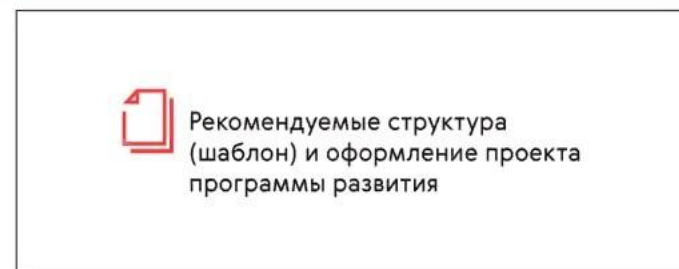 Рекомендуемые структура
(шаблон) и оформление проекта
программы развития